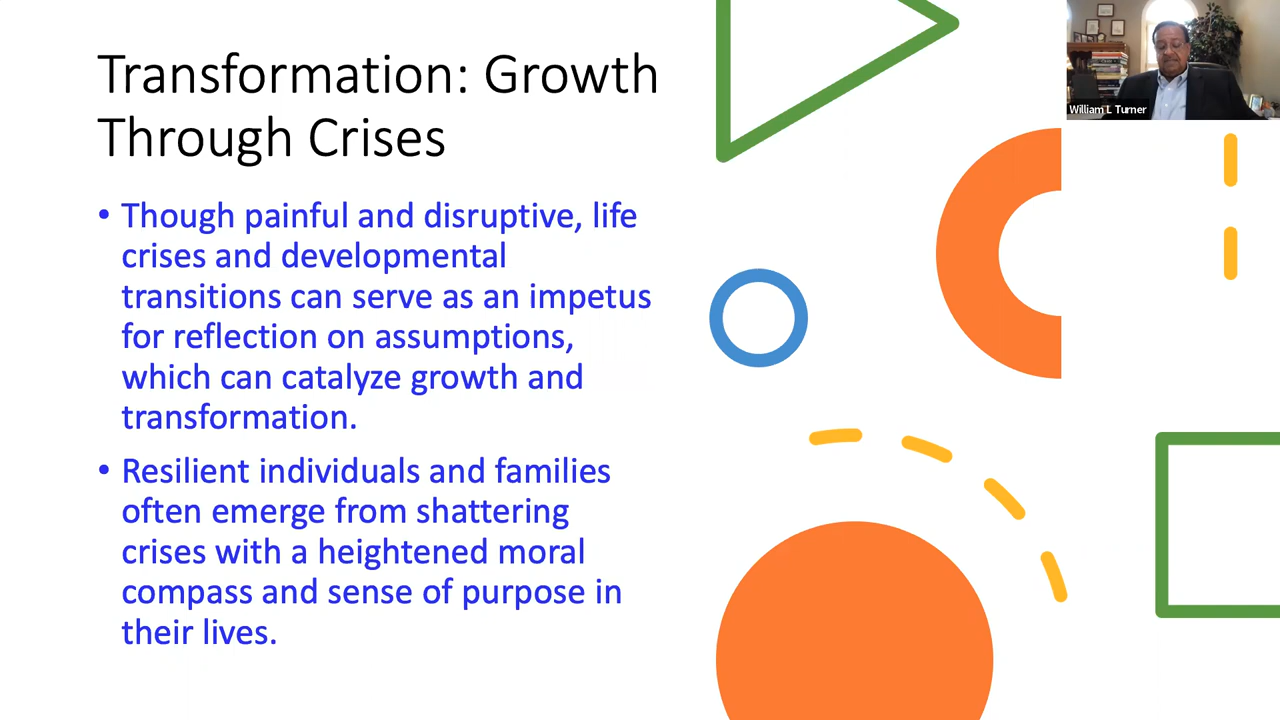 Transformation: Growth
Through Crises
• Though painful and disruptive, life
crises and developmental
transitions can serve as an impetus
for reflection on assumptions,
which can catalyze growth and
transformation.
• Resilient individuals and families
often emerge from shattering
crises with a heightened moral
compass and sense of purpose in
their lives.
William L Turner